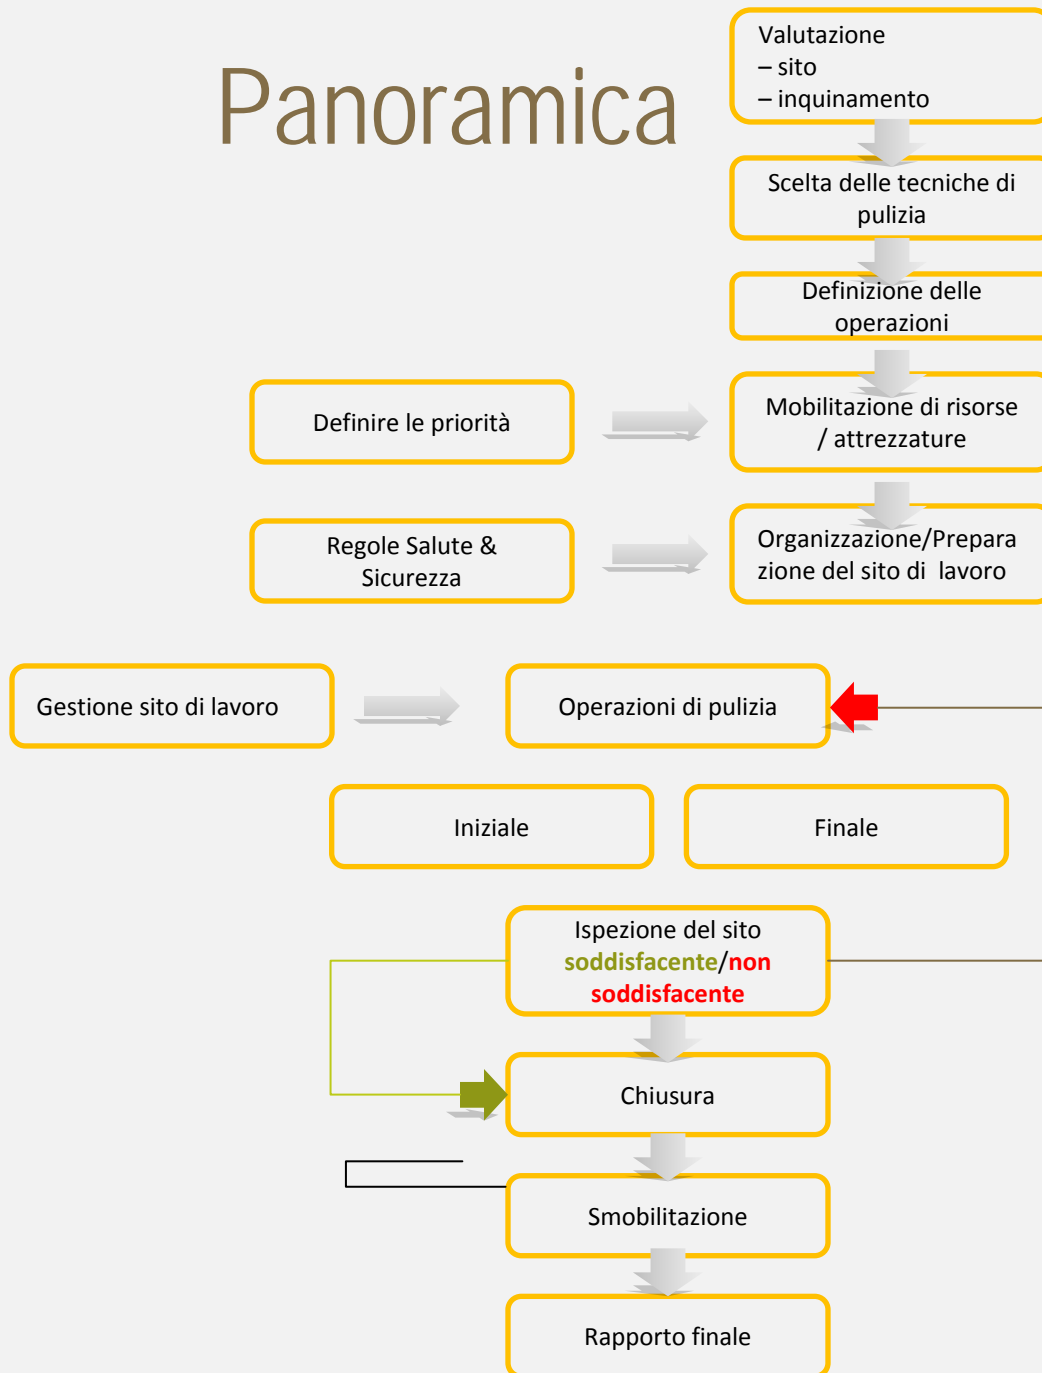 Panoramica
Valutazione
– sito
– inquinamento
Scelta delle tecniche di
pulizia
Definizione delle
operazioni
Definire le priorità
Mobilitazione di risorse
/ attrezzature
Regole Salute &
Sicurezza
Organizzazione/Prepara
zione del sito di lavoro
Gestione sito di lavoro
Operazioni di pulizia
Iniziale
Finale
Ispezione del sito
soddisfacente/non
soddisfacente
Chiusura
Smobilitazione
Rapporto finale